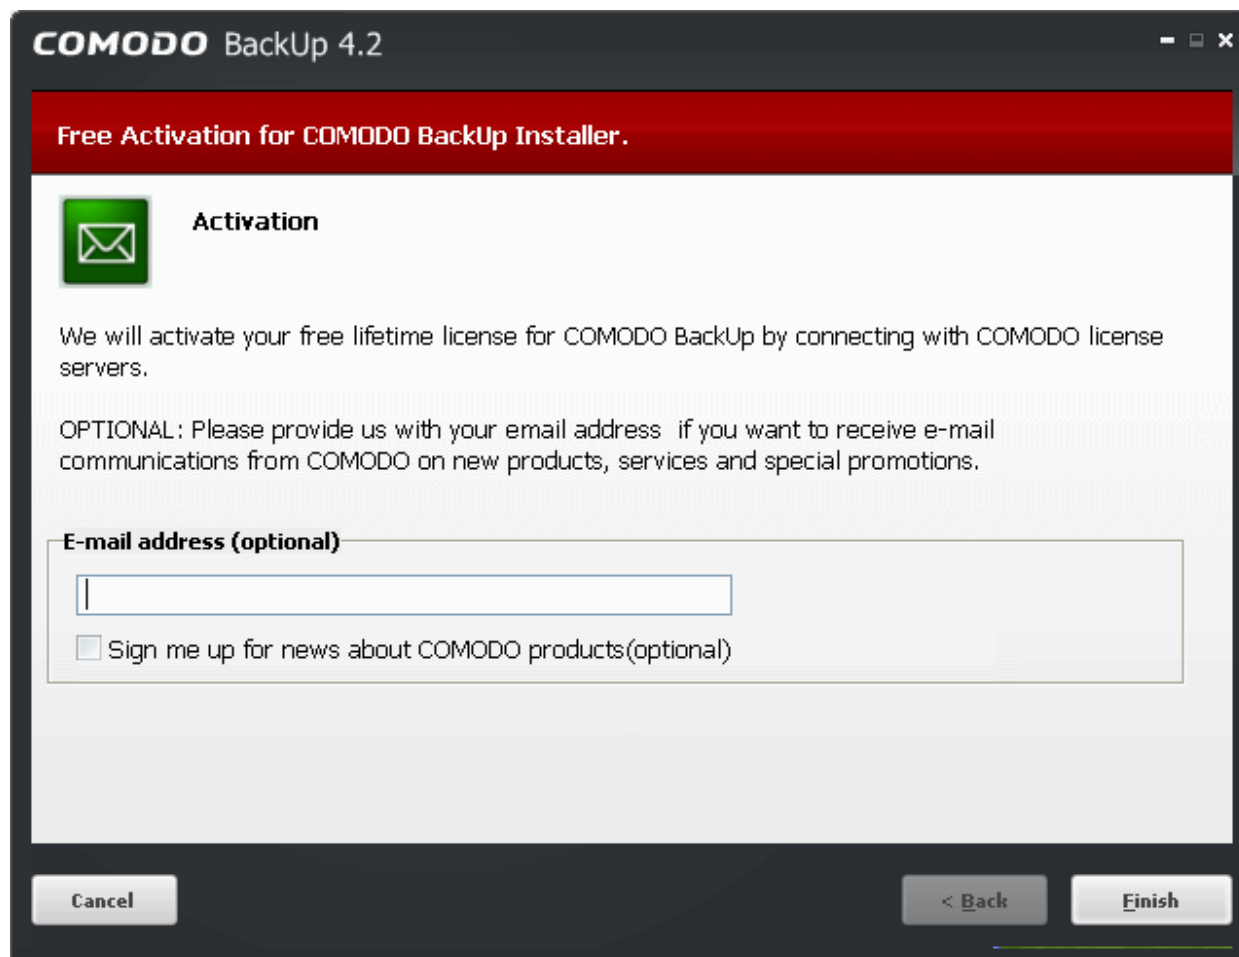 COMODO BackUp 4.2
Free Activation for COMODO BackUp Installer.
Activation
We will activate your free lifetime license for COMODO BackUp by connecting with COMODO license
servers.
OPTIONAL: Please provide us with your email address  if you want to receive e-mail
communications from COMODO on new products, services and special promotions.
E-mail address (optional)
Sign me up for news about COMODO products(optional)
Cancel
< Back
Finish